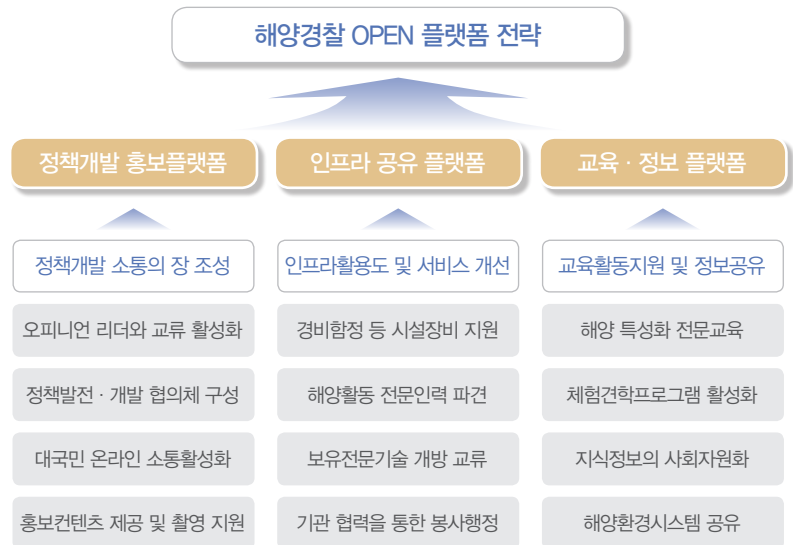 해양경찰 OPEN 플랫폼 전략
정책개발 홍보플랫폼
인프라 공유 플랫폼
교육 · 정보 플랫폼
정책개발 소통의 장 조성
인프라활용도 및 서비스 개선
교육활동지원 및 정보공유
오피니언 리더와 교류 활성화
경비함정 등 시설장비 지원
해양 특성화 전문교육
정책발전 · 개발 협의체 구성
해양활동 전문인력 파견
체험견학프로그램 활성화
대국민 온라인 소통활성화
보유전문기술 개방 교류
지식정보의 사회자원화
홍보컨텐츠 제공 및 촬영 지원
기관 협력을 통한 봉사행정
해양환경시스템 공유